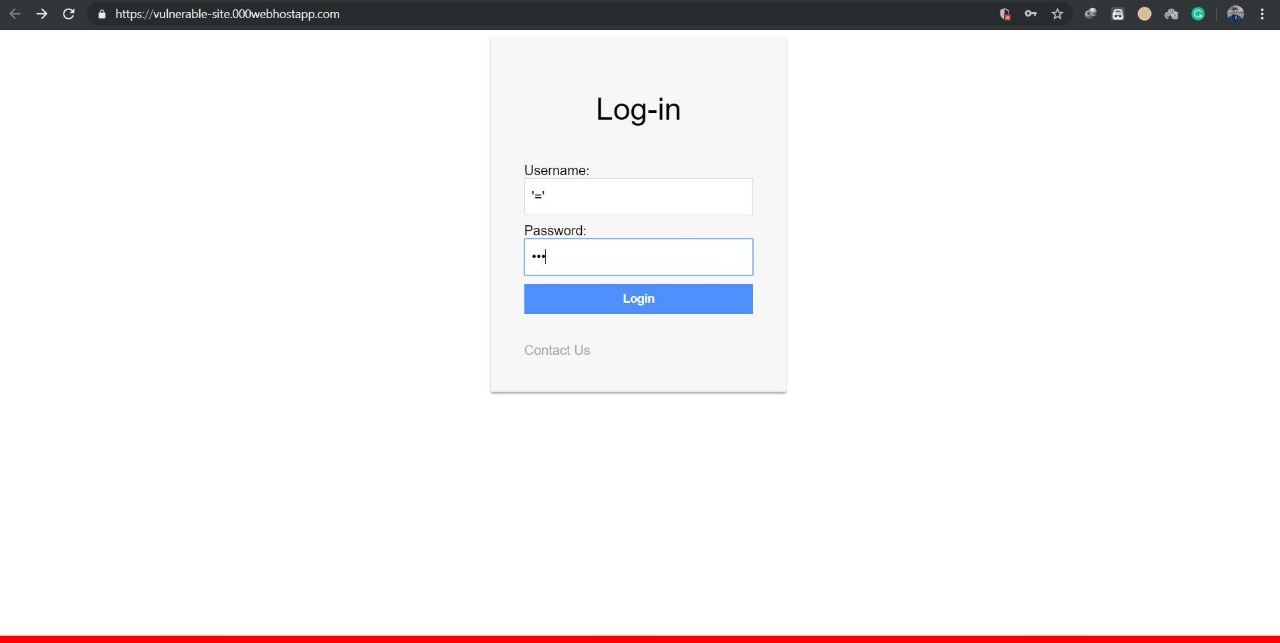 https://vulnerable-site.000webhostapp.com
Log-in
Username:
'='
Password:
•••
Login
Contact Us